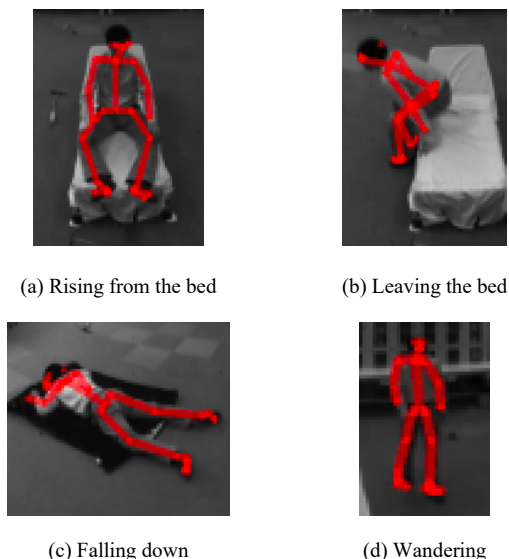 (a) Rising from the bed
(b) Leaving the bed
(c) Falling down
(d) Wandering